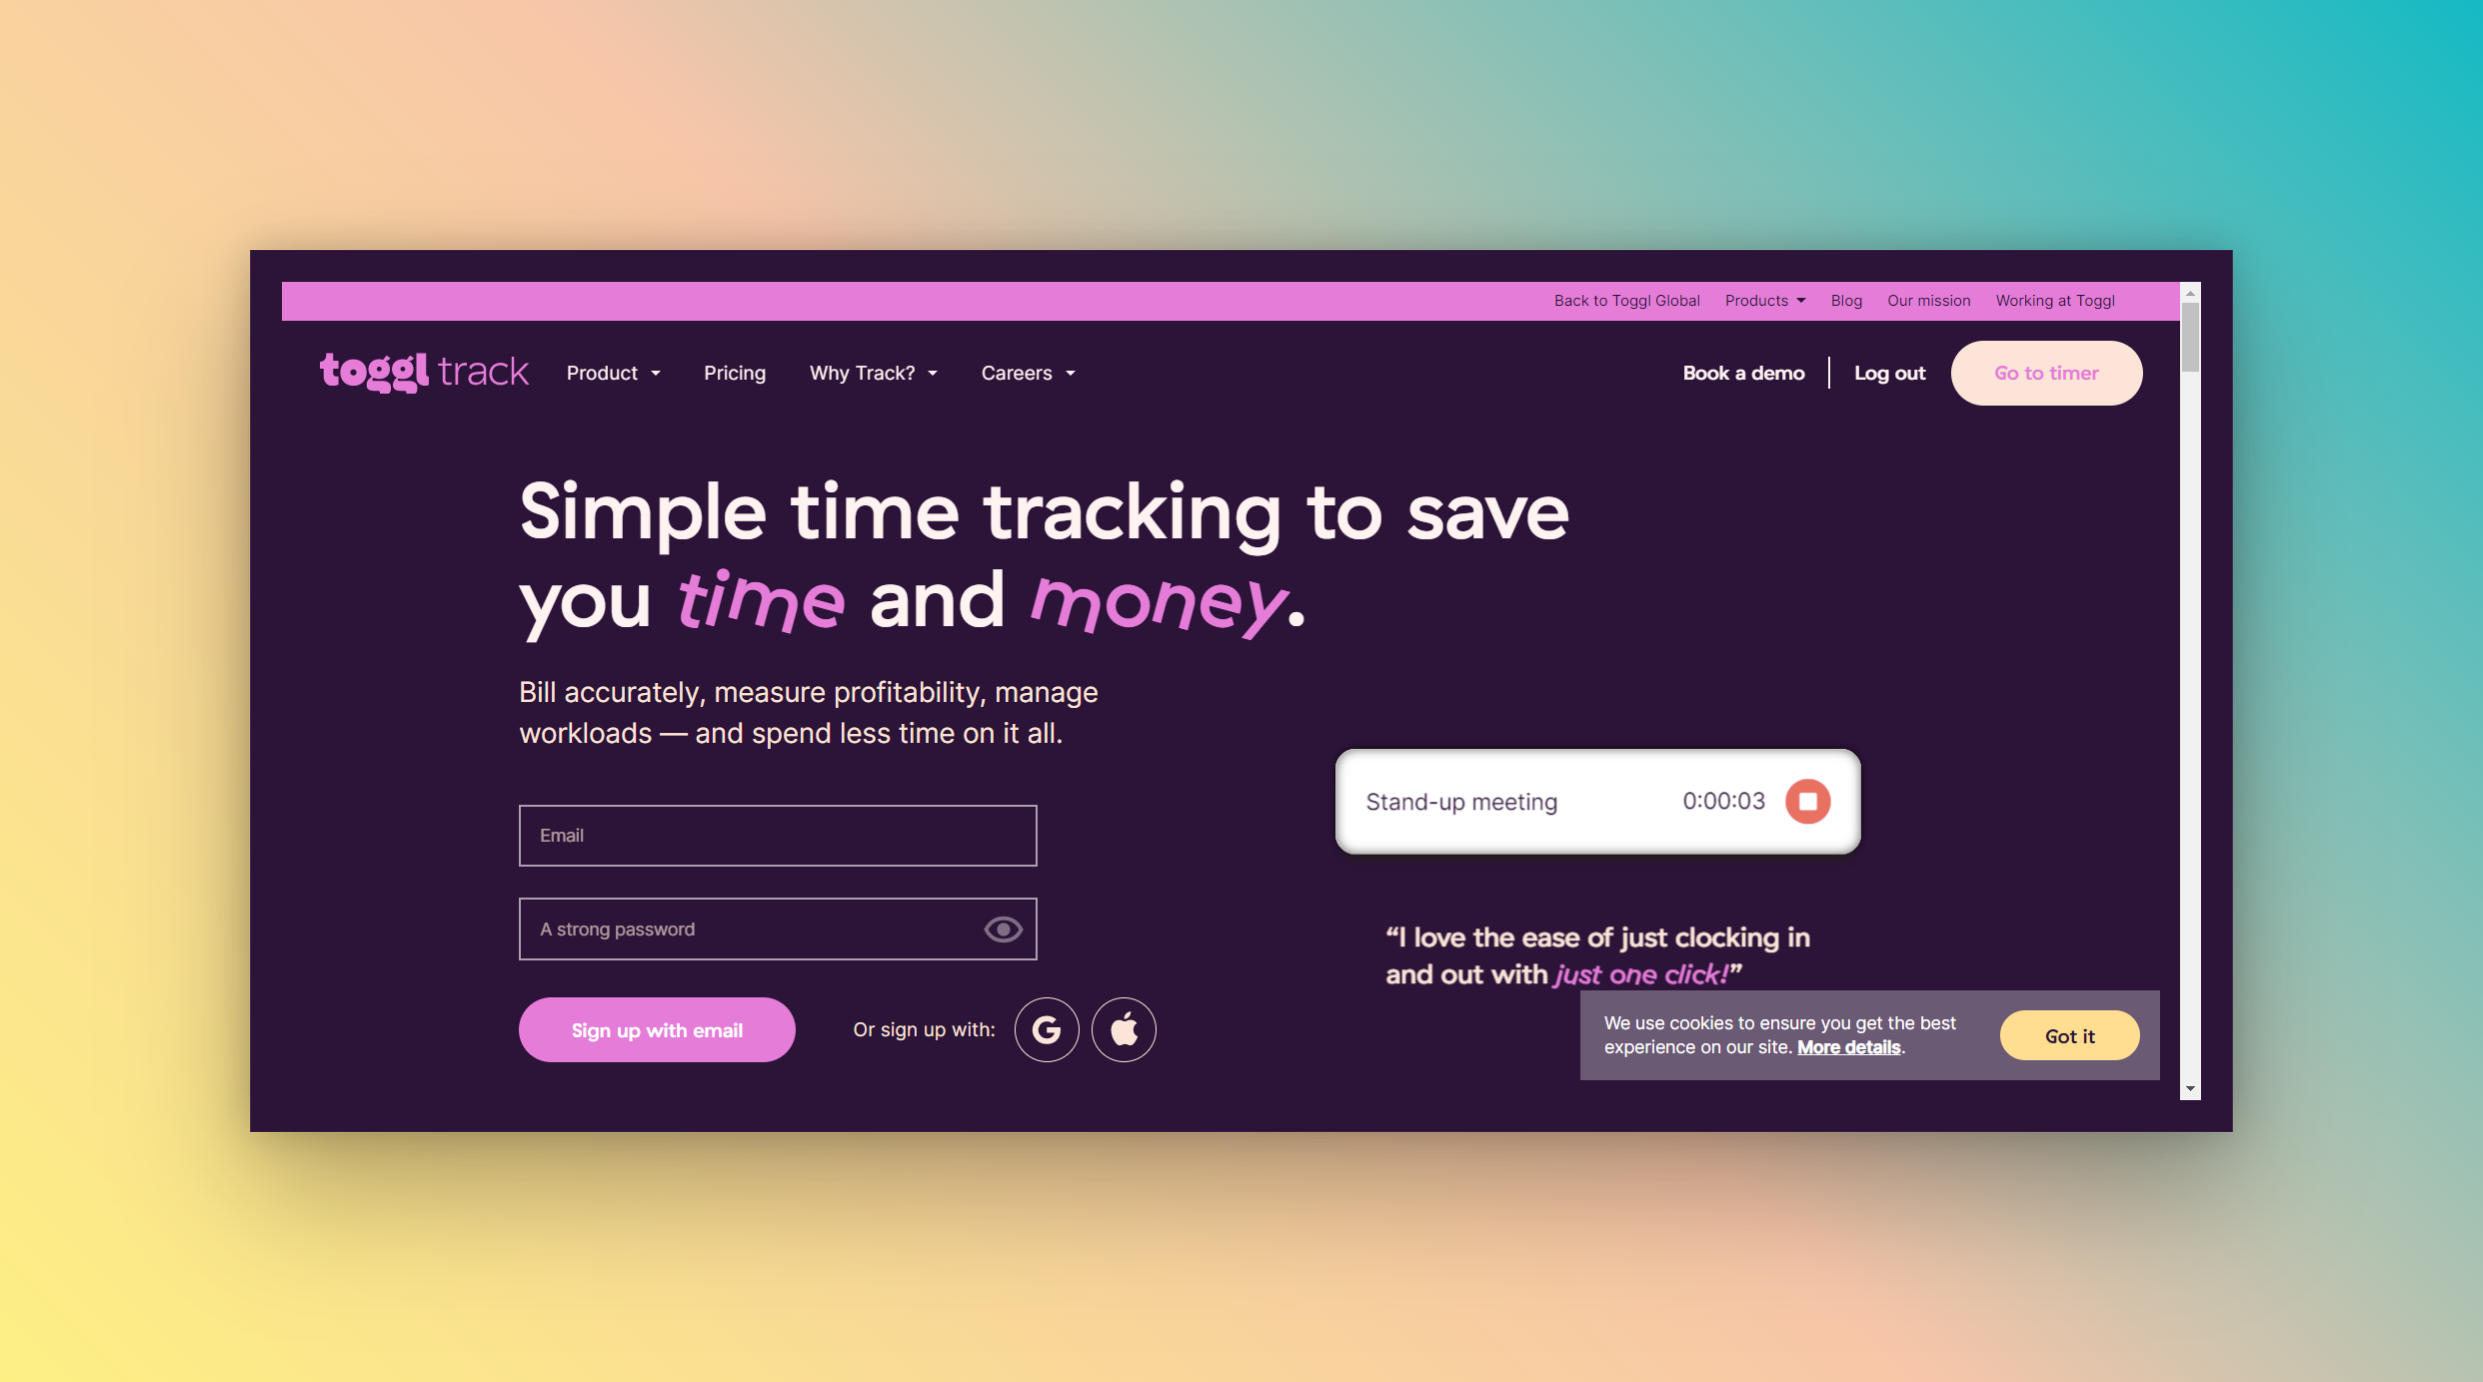 Back to Toggl Global Products Blog Our mission Working at Toggl
toggl track Product Pricing Why Track? Careers Book a demo Log out Go to timer
Simple time tracking to save
you time and money.
Bill accurately, measure profitability, manage
workloads — and spend less time on it all.
Email
A strong password
Sign up with email Or sign up with:
Stand-up meeting 0:00:03
“I love the ease of just clocking in
and out with just one click!”
We use cookies to ensure you get the best
experience on our site. More details.
Got it